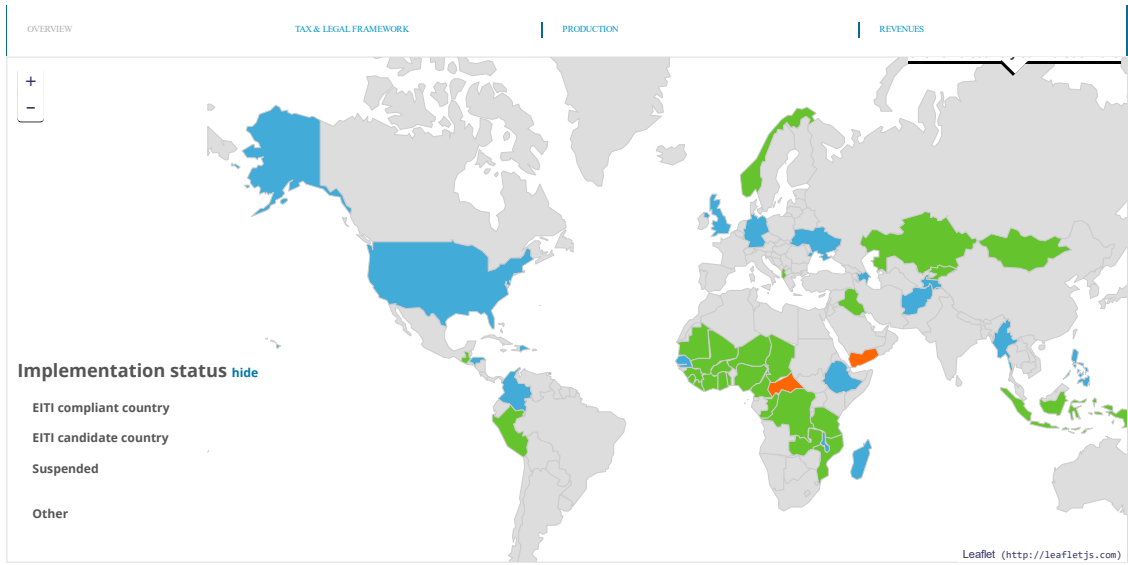 OVERVIEW
TAX & LEGAL FRAMEWORK
PRODUCTION
REVENUES
+
−
Implementation status hide
EITI compliant country
EITI candidate country
Suspended
Other
Leaflet (http://leafletjs.com)